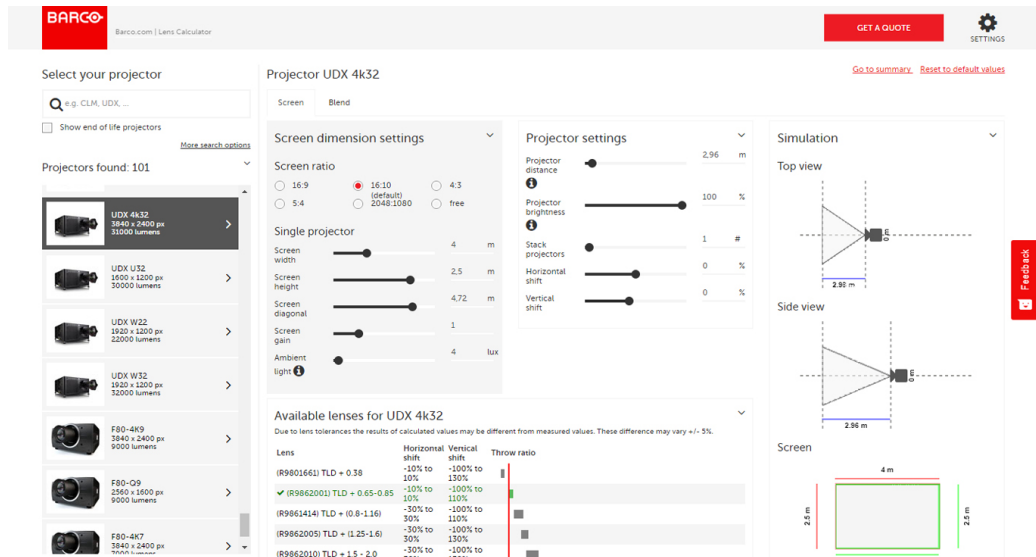 BARCO
Barco.com | Lens Calculator
GET A QUOTE
SETTINGS
Select your projector
e.g. CLM, UDX, ...
Show end of life projectors
More search options
Projectors found: 101
UDX 4k32
3840 x 2400 px
31000 lumens
UDX U32
1600 x 1200 px
30000 lumens
UDX W22
1920 x 1200 px
22000 lumens
UDX W32
1920 x 1200 px
32000 lumens
F80-4K9
3840 x 2400 px
9000 lumens
F80-Q9
2560 x 1600 px
9000 lumens
F80-4K7
3840 x 2400 px
7000 lumens
Projector UDX 4k32
Go to summary Reset to default values
Screen Blend
Screen dimension settings
Screen ratio
16:9 16:10 (default) 4:3
5:4 2048:1080 free
Single projector
Screen width 4 m
Screen height 2,5 m
Screen diagonal 4,72 m
Screen gain 1
Ambient light 4 lux
Projector settings
Projector distance 2,96 m
Projector brightness 100 %
Stack projectors 1 #
Horizontal shift 0 %
Vertical shift 0 %
Simulation
Top view
0 m
2.96 m
Side view
0 m
2.96 m
Screen
4 m
2.5 m
2.5 m
Available lenses for UDX 4k32
Due to lens tolerances the results of calculated values may be different from measured values. These difference may vary +/- 5%.
Lens Horizontal shift Vertical shift Throw ratio
(R9801661) TLD + 0.38 -10% to 10% -100% to 130%
(R9862001) TLD + 0.65-0.85 -10% to 10% -100% to 110%
(R9861414) TLD + (0.8-1.16) -30% to 30% -100% to 110%
(R9862005) TLD + (1.25-1.6) -30% to 30% -100% to 130%
(R9862010) TLD + 1.5 - 2.0 -30% to -100% to
Feedback